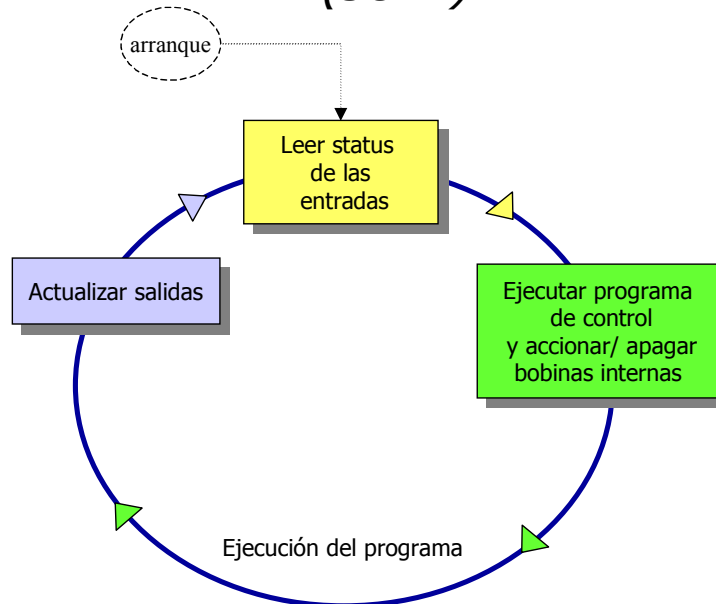 arranque
Leer status
de las
entradas
Actualizar salidas
Ejecutar programa
de control
y accionar/ apagar
bobinas internas
Ejecución del programa